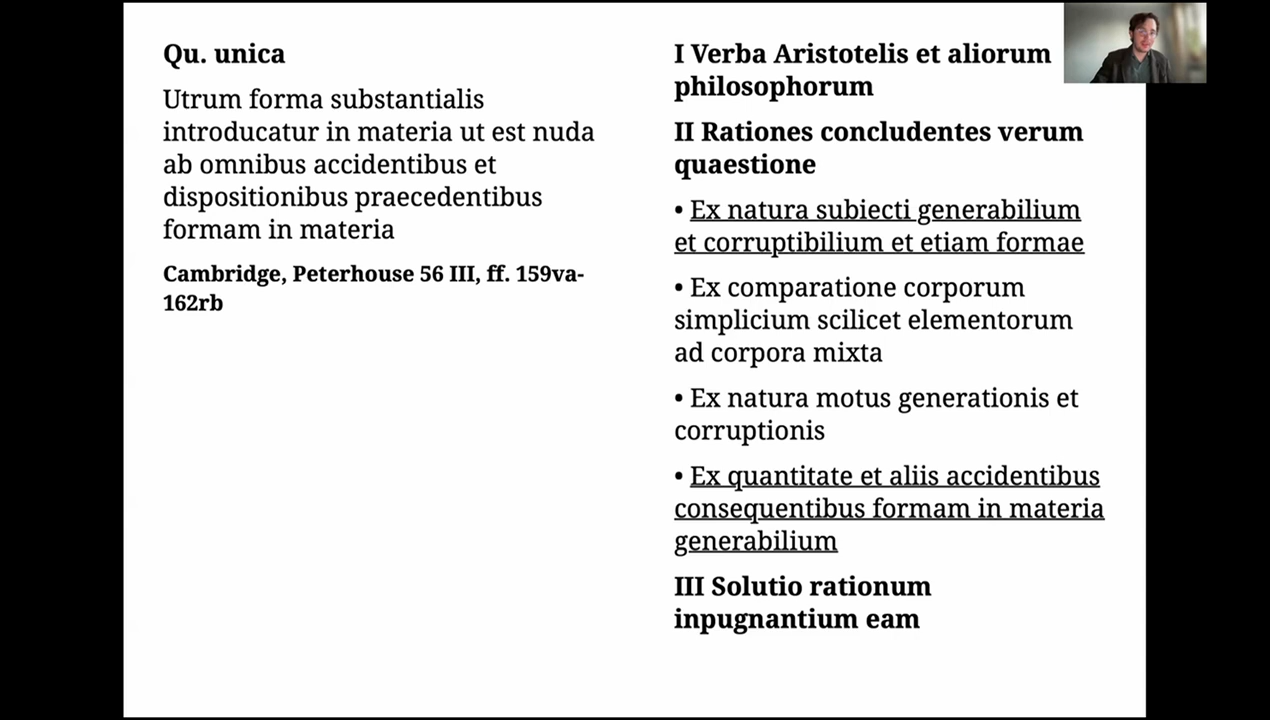 Qu. unica
Utrum forma substantialis
introducatur in materia ut est nuda
ab omnibus accidentibus et
dispositionibus praecedentibus
formam in materia
Cambridge, Peterhouse 56 III, ff. 159va-
162rb
I Verba Aristotelis et aliorum
philosophorum
II Rationes concludentes verum
quaestione
• Ex natura subiecti generabilium
et corruptibilium et etiam formae
• Ex comparatione corporum
simplicium scilicet elementorum
ad corpora mixta
• Ex natura motus generationis et
corruptionis
• Ex quantitate et aliis accidentibus
consequentibus formam in materia
generabilium
III Solutio rationum
inpugnantium eam